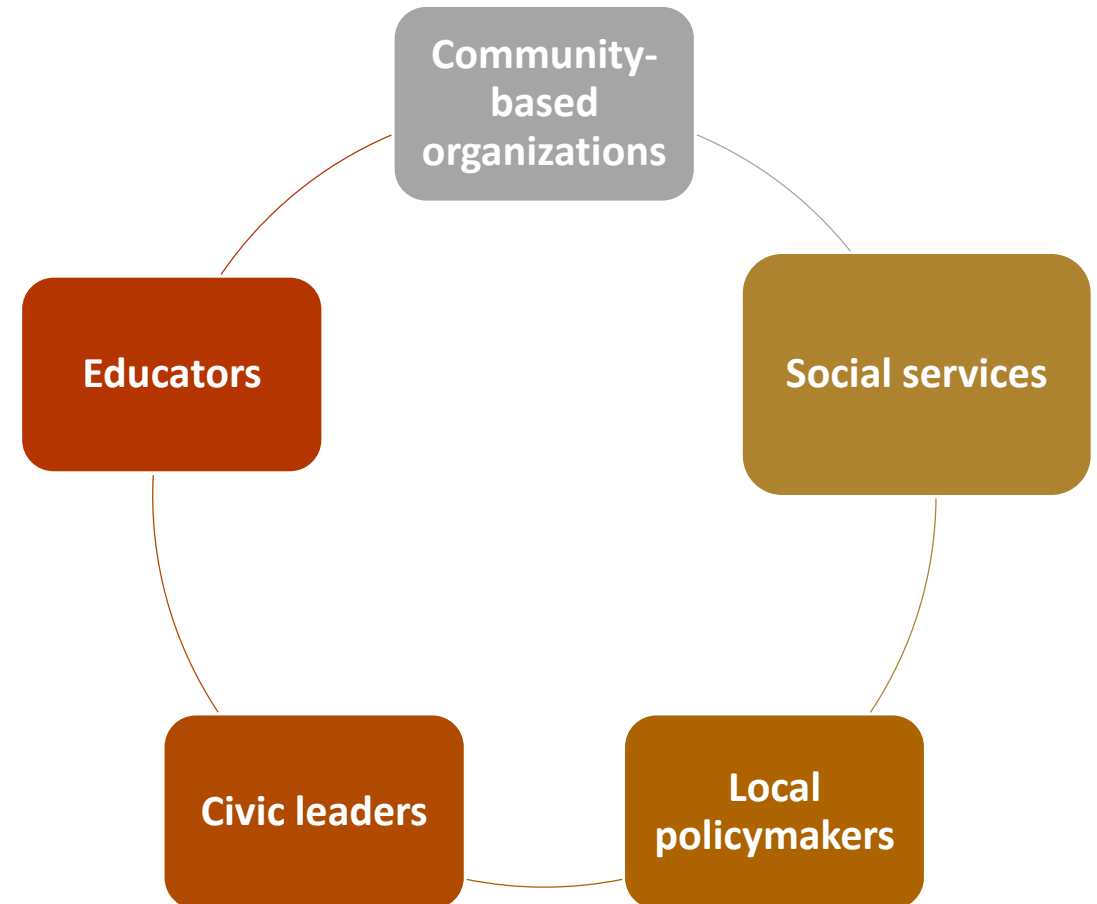 Community-
based
organizations
Social services
Local
policymakers
Civic leaders
Educators